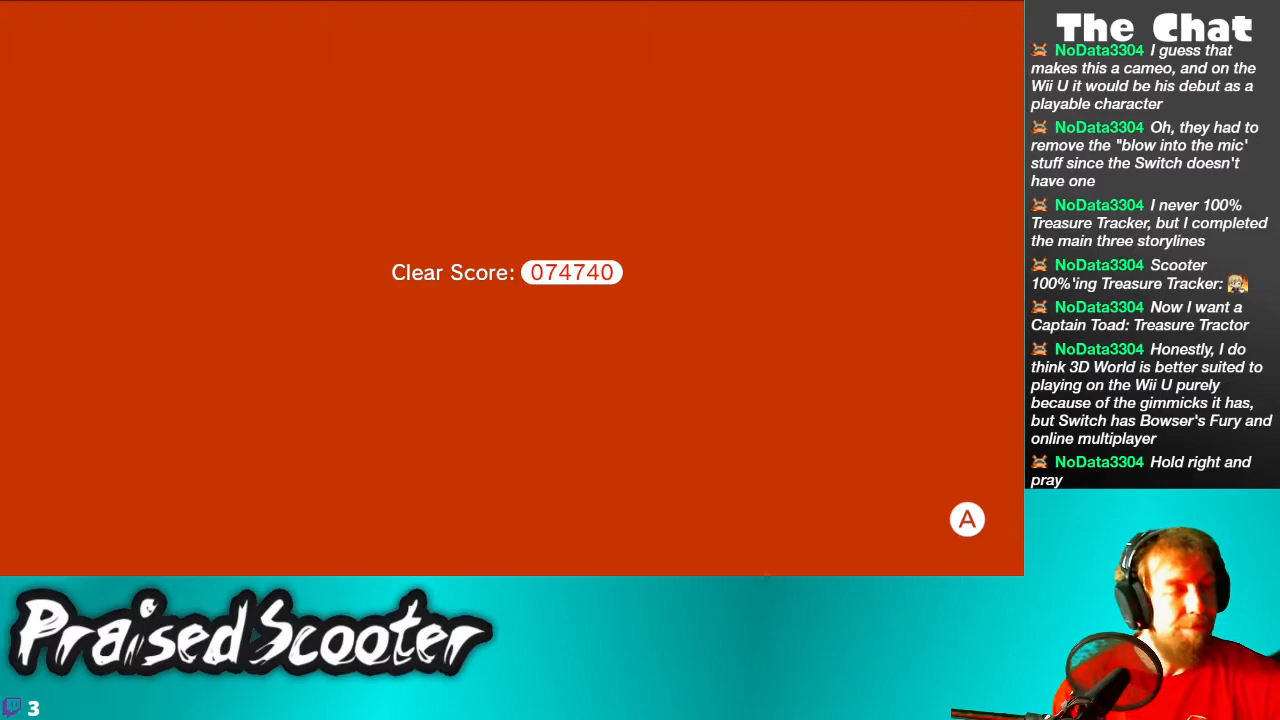 The Chat
NoData3304 I guess that
makes this a cameo, and on the
Wii U it would be his debut as a
playable character
NoData3304 Oh, they had to
remove the "blow into the mic'
stuff since the Switch doesn't
have one
NoData3304 I never 100%
Treasure Tracker, but I completed
the main three storylines
NoData3304 Scooter
100%'ing Treasure Tracker:
NoData3304 Now I want a
Captain Toad: Treasure Tractor
NoData3304 Honestly, I do
think 3D World is better suited to
playing on the Wii U purely
because of the gimmicks it has,
but Switch has Bowser's Fury and
online multiplayer
NoData3304 Hold right and
pray
Clear Score: 074740
A
PraisedScooter
3